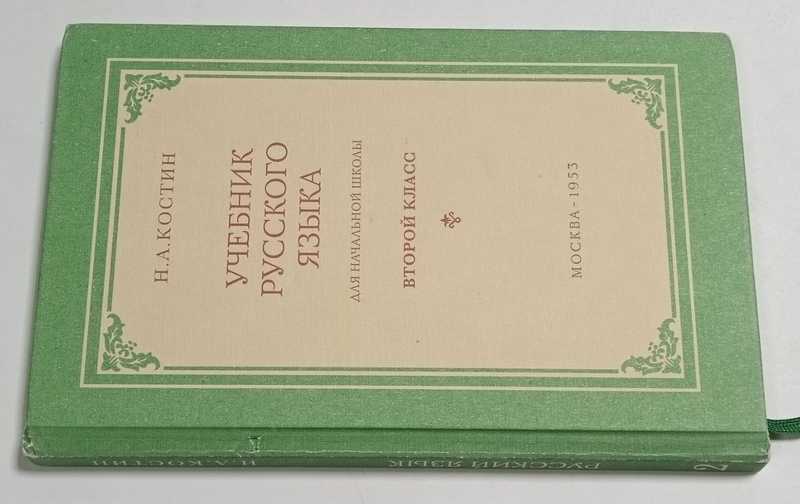 Н.А.КОСТИН
УЧЕБНИК
РУССКОГО
ЯЗЫКА
ДЛЯ НАЧАЛЬНОЙ ШКОЛЫ
ВТОРОЙ КЛАСС
МОСКВА - 1953
Н.А.КОСТИН
РУССКИЙ ЯЗЫК
2